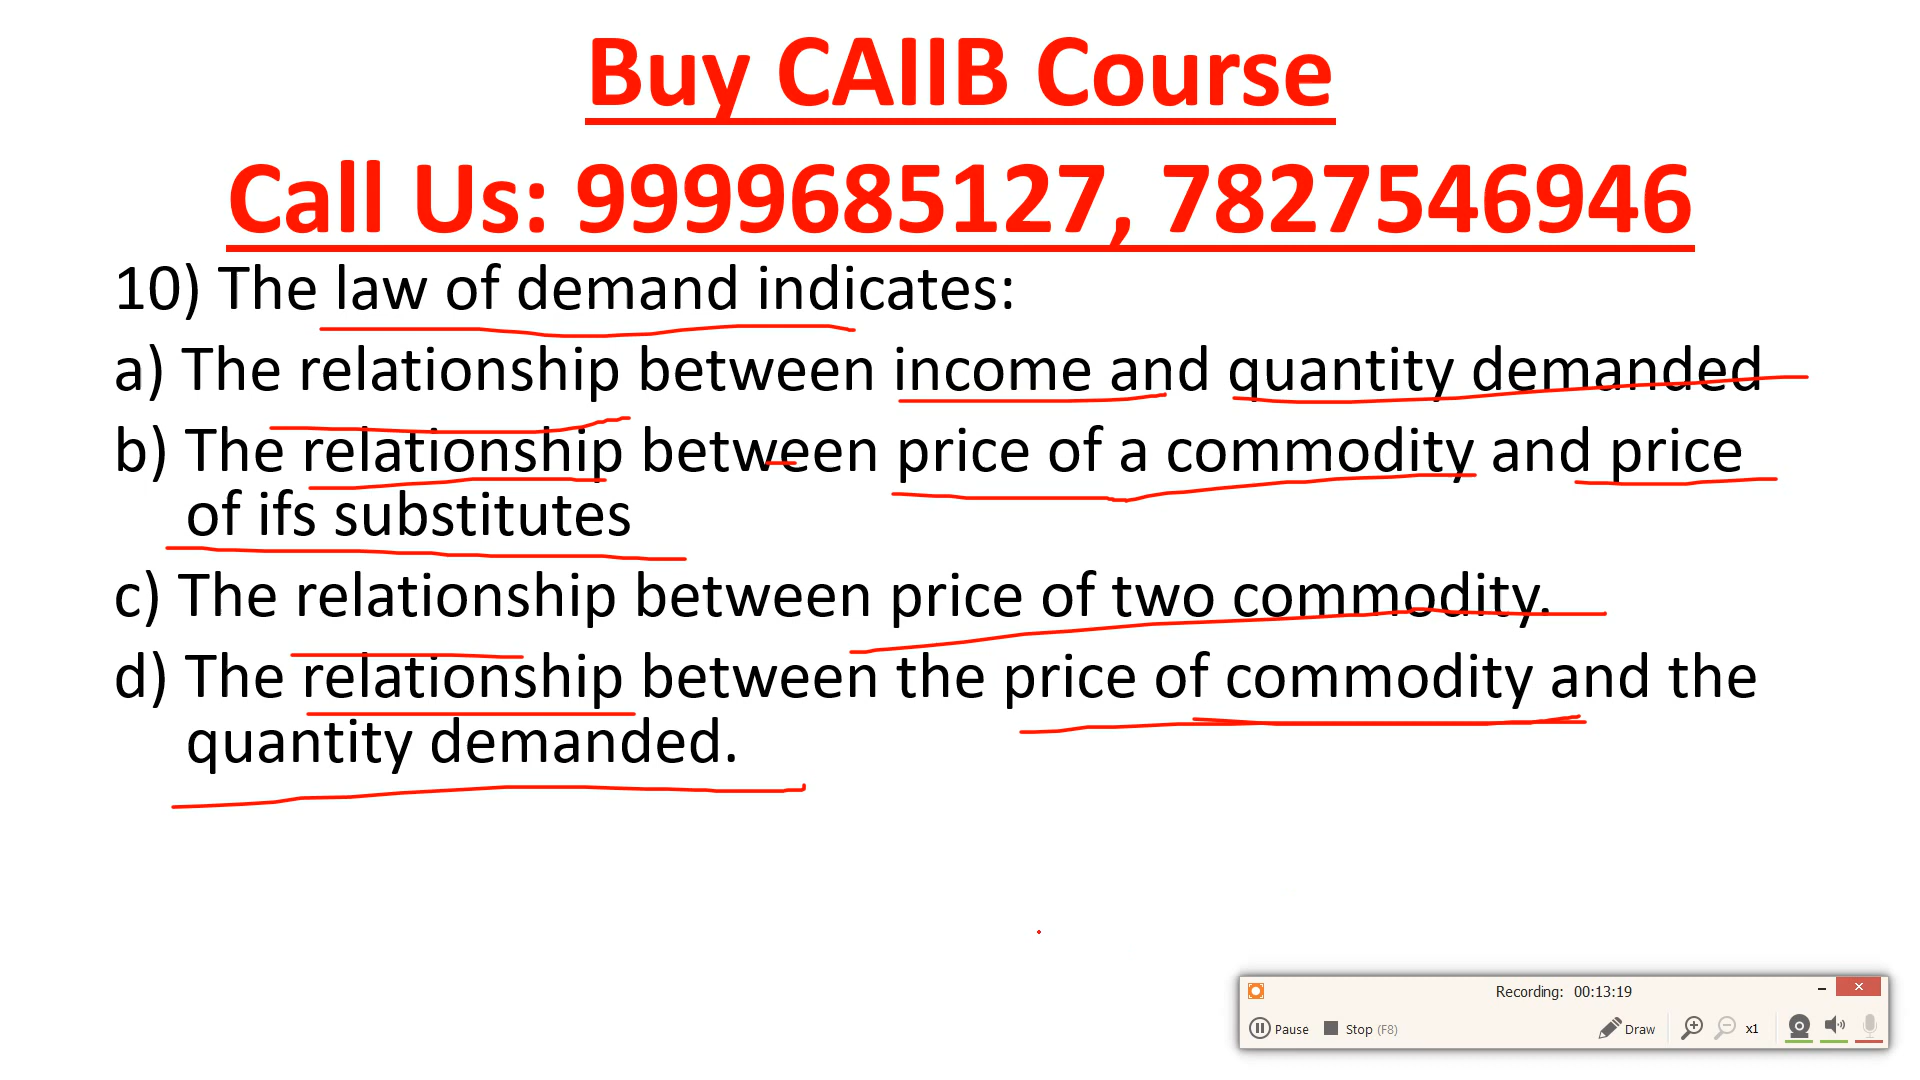 Buy CAIIB Course
Call Us: 9999685127, 7827546946
10) The law of demand indicates:
a) The relationship between income and quantity demanded
b) The relationship between price of a commodity and price
of ifs substitutes
c) The relationship between price of two commodity.
d) The relationship between the price of commodity and the
quantity demanded.
Recording: 00:13:19
Pause Stop (F8) Draw x1